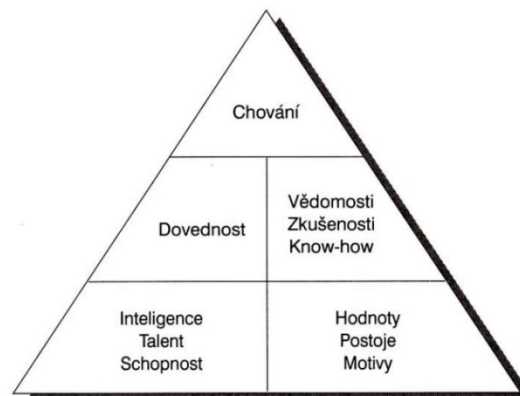 Chování
Dovednost
Vědomosti
Zkušenosti
Know-how
Inteligence
Talent
Schopnost
Hodnoty
Postoje
Motivy